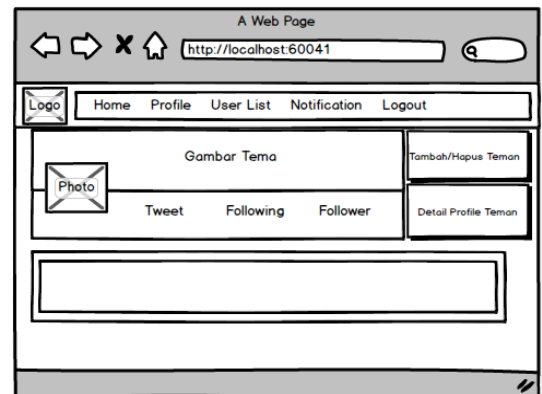 A Web Page
http://localhost:60041
Logo Home Profile User List Notification Logout
Gambar Tema
Tambah/Hapus Teman
Photo
Tweet Following Follower
Detail Profile Teman